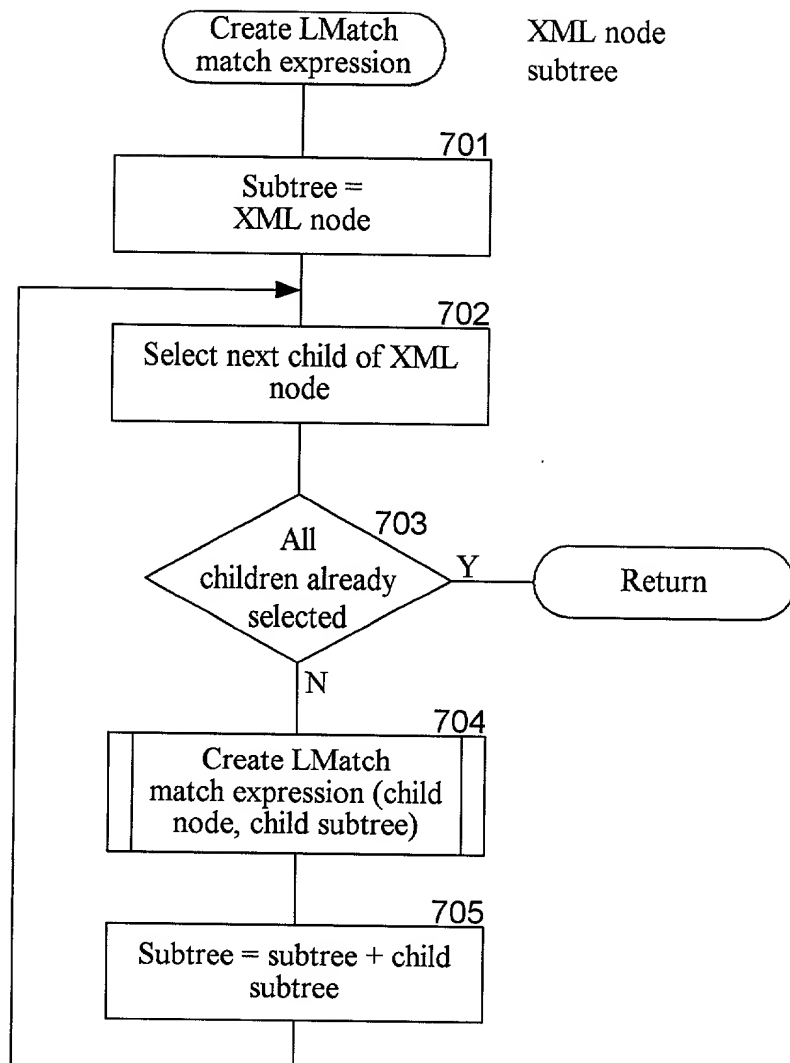 Create LMatch
match expression
XML node
subtree
701
Subtree =
XML node
702
Select next child of XML
node
703
All
children already
selected
Y
Return
N
704
Create LMatch
match expression (child
node, child subtree)
705
Subtree = subtree + child
subtree